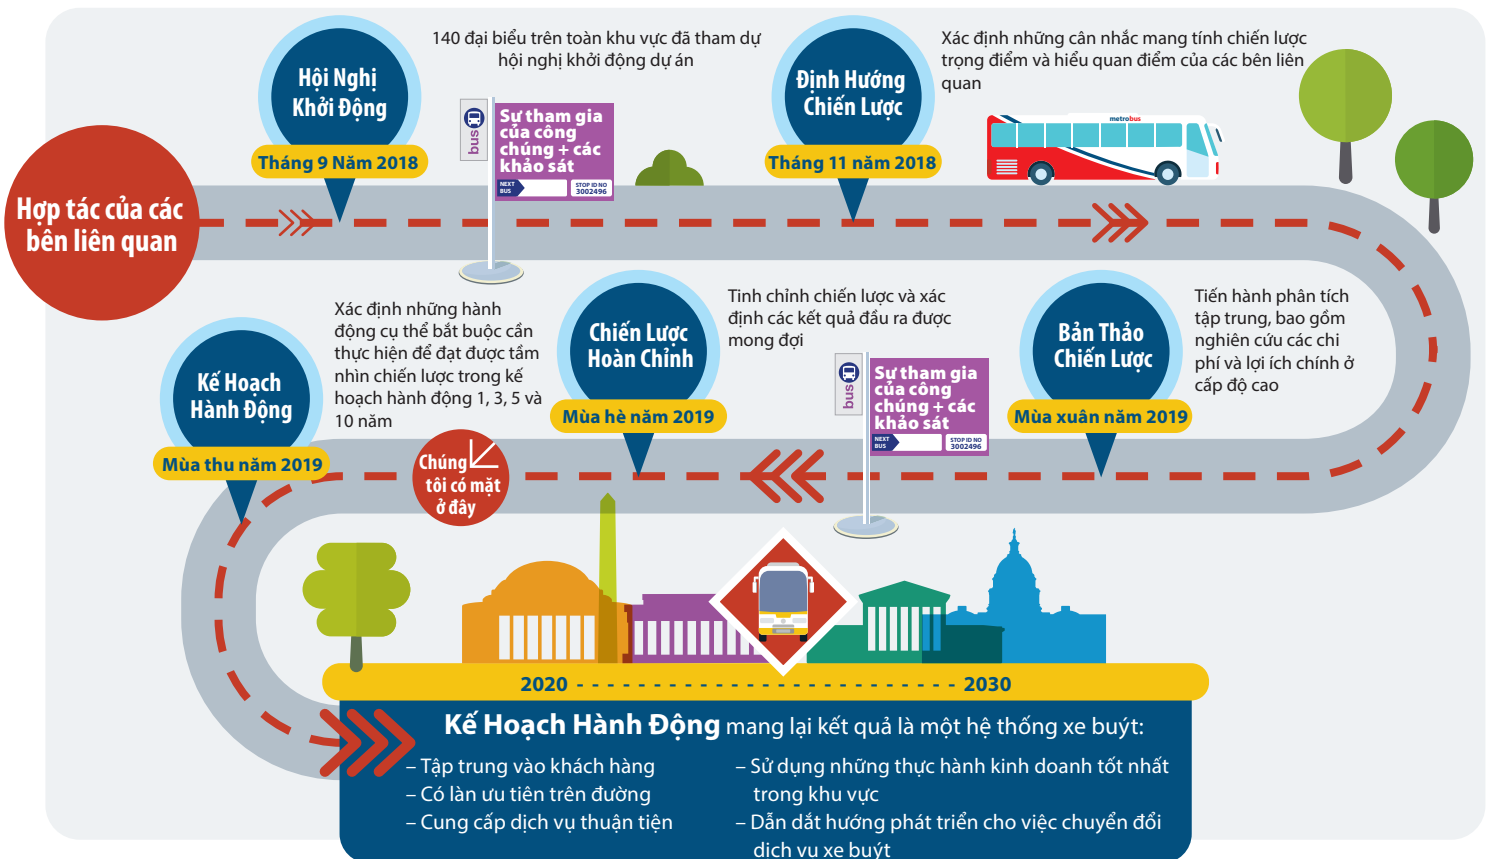 Hợp tác của các
bên liên quan
Hội Nghị
Khởi Động
Tháng 9 Năm 2018
140 đại biểu trên toàn khu vực đã tham dự
hội nghị khởi động dự án
bus
Sự tham gia
của công
chúng + các
khảo sát
NEXT
BUS
STOP ID NO
3002496
Định Hướng
Chiến Lược
Tháng 11 năm 2018
Xác định những cân nhắc mang tính chiến lược
trọng điểm và hiểu quan điểm của các bên liên
quan
metrobus
Bản Thảo
Chiến Lược
Mùa xuân năm 2019
Tiến hành phân tích
tập trung, bao gồm
nghiên cứu các chi
phí và lợi ích chính ở
cấp độ cao
bus
Sự tham gia
của công
chúng + các
khảo sát
NEXT
BUS
STOP ID NO
3002496
Chiến Lược
Hoàn Chỉnh
Mùa hè năm 2019
Tinh chỉnh chiến lược và xác
định các kết quả đầu ra được
mong đợi
Chúng
tôi có mặt
ở đây
Kế Hoạch
Hành Động
Mùa thu năm 2019
Xác định những hành
động cụ thể bắt buộc cần
thực hiện để đạt được tầm
nhìn chiến lược trong kế
hoạch hành động 1, 3, 5 và
10 năm
2020 - - - - - - - - - - - - - - - - - - - - - - - - - 2030
Kế Hoạch Hành Động mang lại kết quả là một hệ thống xe buýt:
– Tập trung vào khách hàng
– Có làn ưu tiên trên đường
– Cung cấp dịch vụ thuận tiện
– Sử dụng những thực hành kinh doanh tốt nhất
trong khu vực
– Dẫn dắt hướng phát triển cho việc chuyển đổi
dịch vụ xe buýt